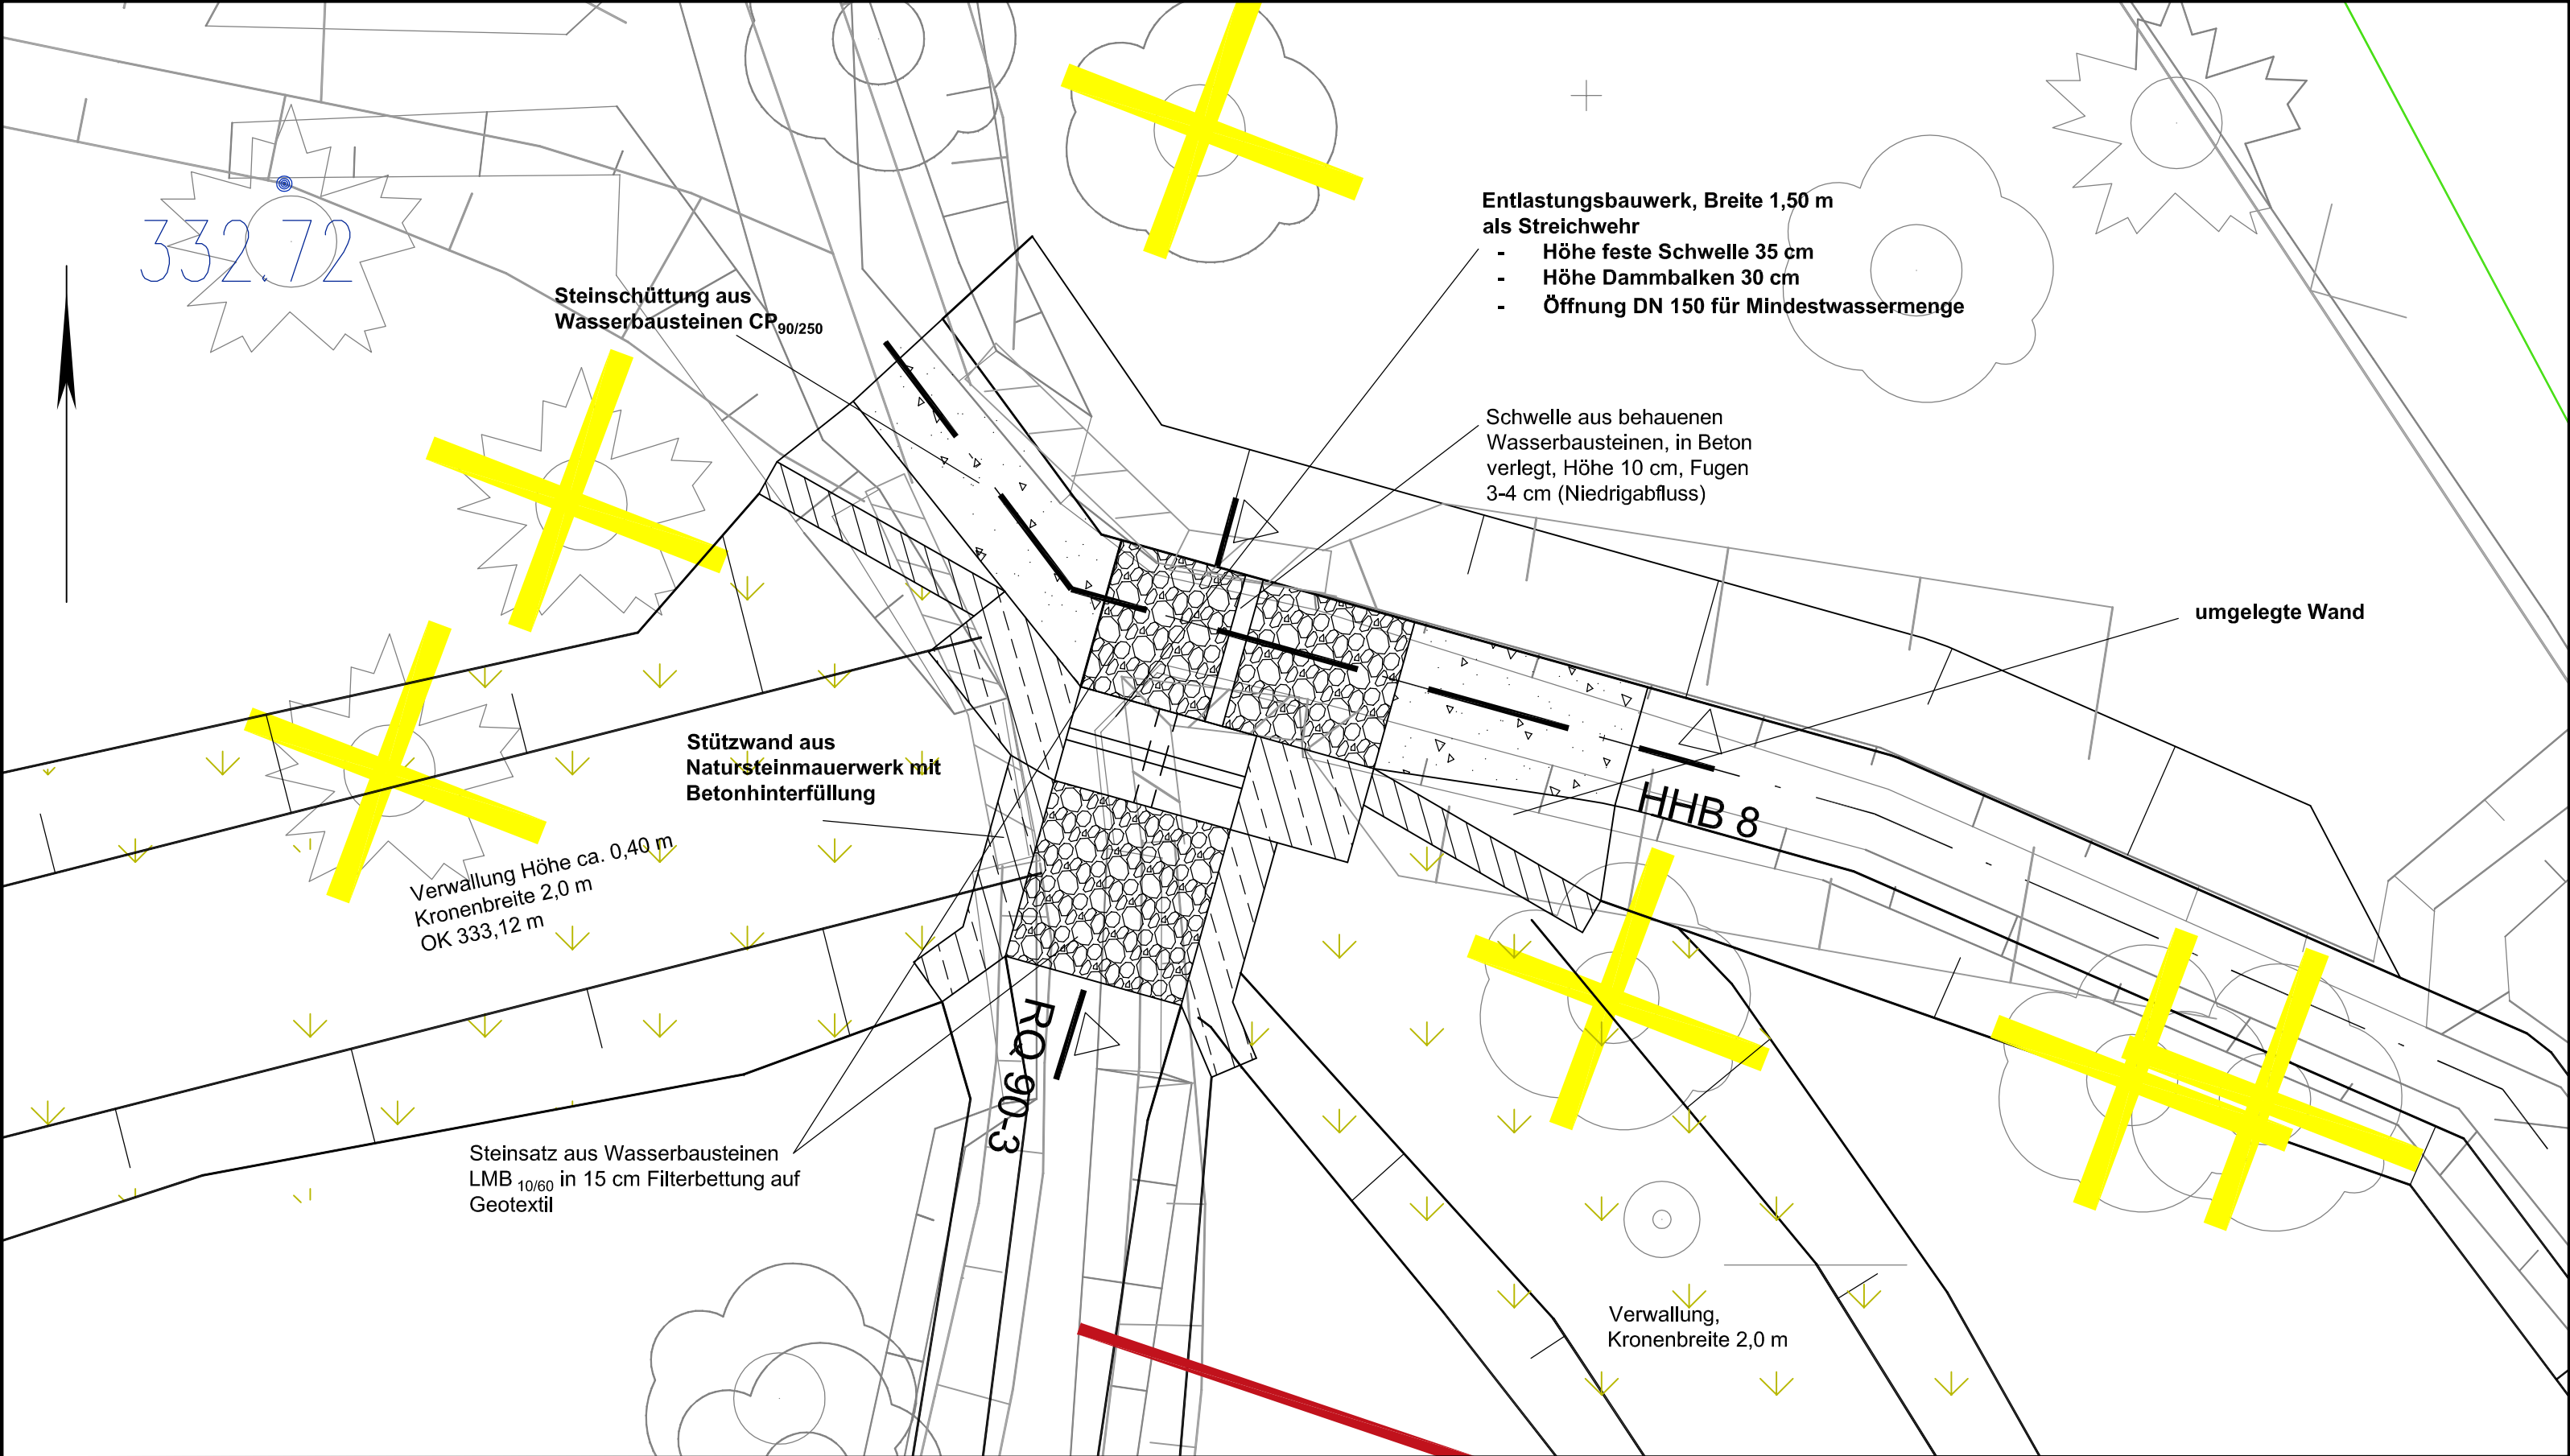 332.72
Entlastungsbauwerk, Breite 1,50 m
als Streichwehr
- Höhe feste Schwelle 35 cm
- Höhe Dammbalken 30 cm
- Öffnung DN 150 für Mindestwassermenge
Steinschüttung aus
Wasserbausteinen CP90/250
Schwelle aus behauenen
Wasserbausteinen, in Beton
verlegt, Höhe 10 cm, Fugen
3-4 cm (Niedrigabfluss)
umgelegte Wand
Stützwand aus
Natursteinmauerwerk mit
Betonhinterfüllung
HHB 8
Verwallung Höhe ca. 0,40 m
Kronenbreite 2,0 m
OK 333,12 m
RQ 90-3
Steinsatz aus Wasserbausteinen
LMB 10/60 in 15 cm Filterbettung auf
Geotextil
Verwallung,
Kronenbreite 2,0 m